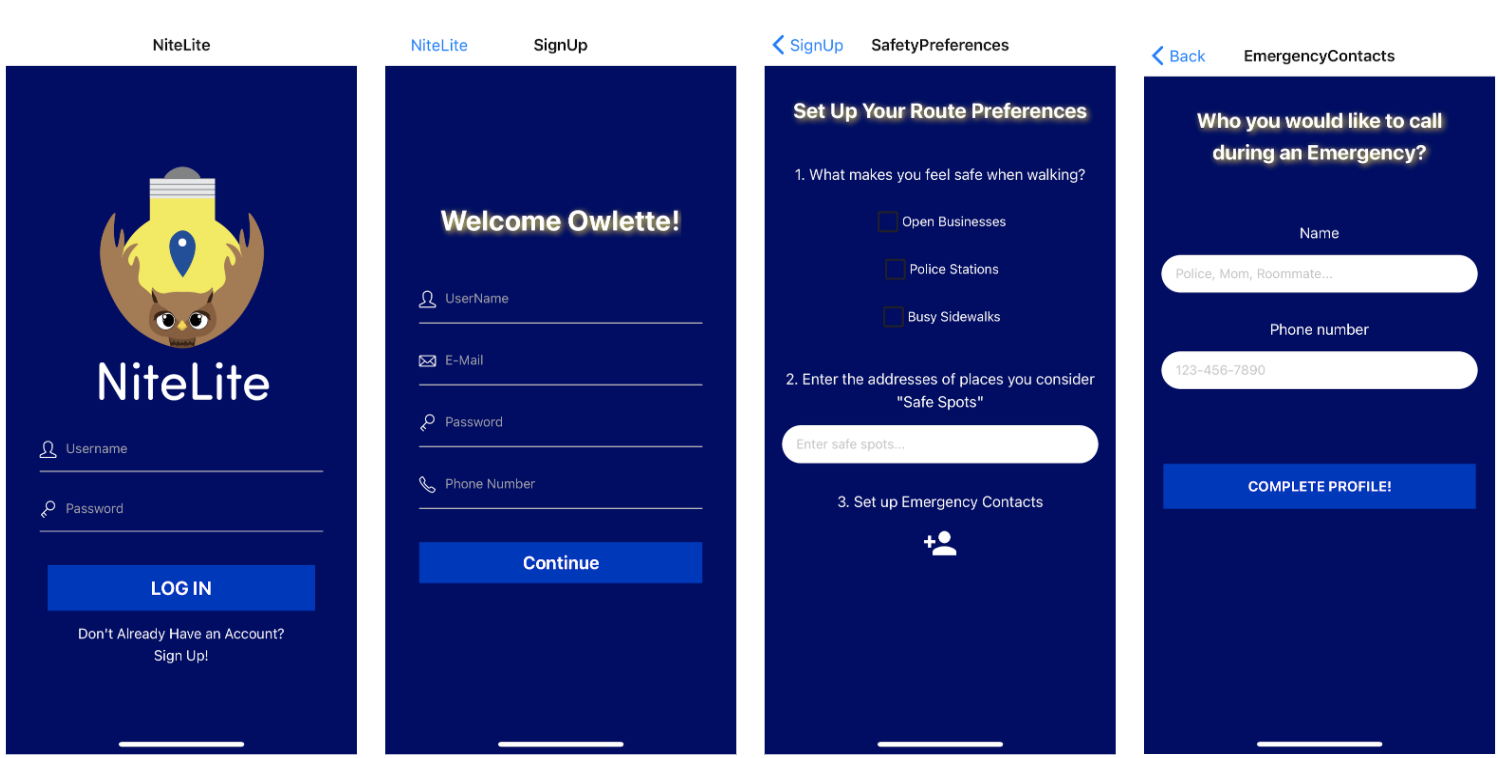 NiteLite
NiteLite
Username
Password
LOG IN
Don't Already Have an Account?
Sign Up!
NiteLite
SignUp
Welcome Owlette!
UserName
E-Mail
Password
Phone Number
Continue
SignUp
SafetyPreferences
Set Up Your Route Preferences
1. What makes you feel safe when walking?
Open Businesses
Police Stations
Busy Sidewalks
2. Enter the addresses of places you consider
"Safe Spots"
Enter safe spots...
3. Set up Emergency Contacts
Back
EmergencyContacts
Who you would like to call
during an Emergency?
Name
Police, Mom, Roommate...
Phone number
123-456-7890
COMPLETE PROFILE!